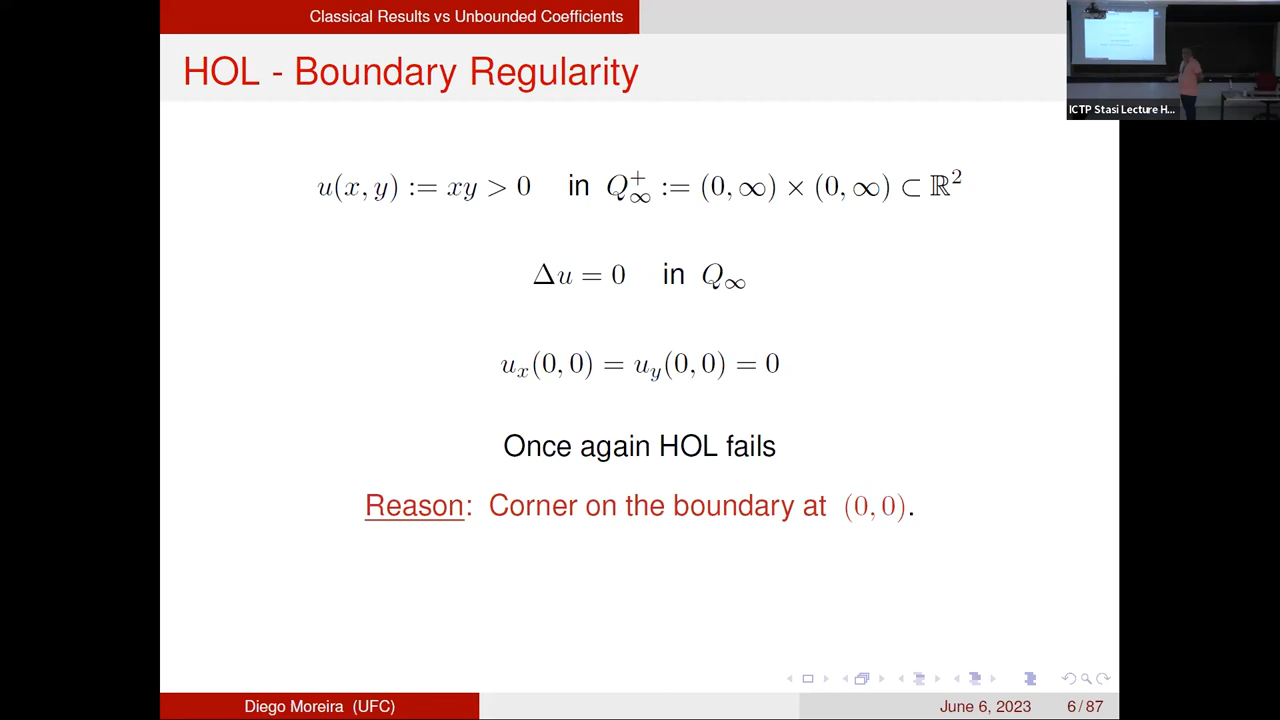 Classical Results vs Unbounded Coefficients
HOL - Boundary Regularity
ICTP Stasi Lecture H...
u(x, y) := xy > 0 in Q_∞^+ := (0, ∞) × (0, ∞) ⊂ ℝ²
Δu = 0 in Q_∞
u_x(0, 0) = u_y(0, 0) = 0
Once again HOL fails
Reason: Corner on the boundary at (0, 0).
Diego Moreira (UFC)
June 6, 2023
6 / 87